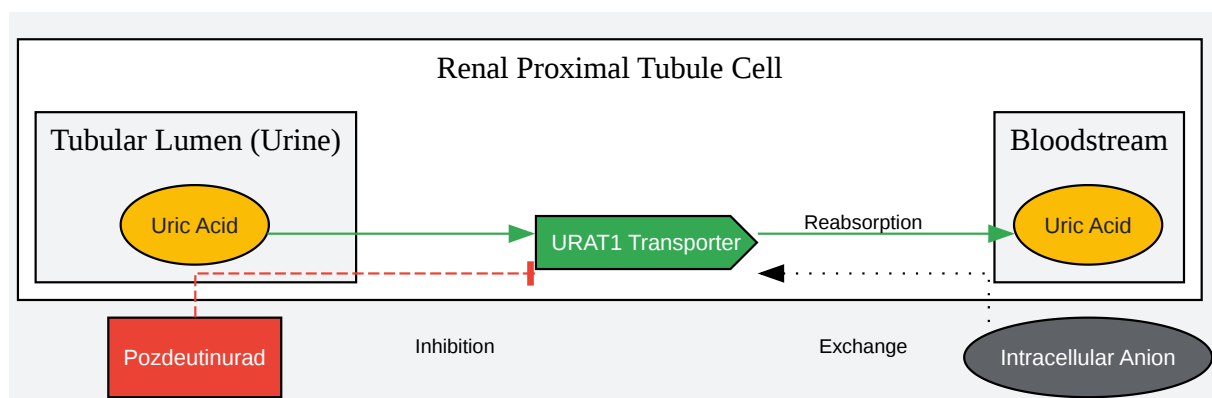 Renal Proximal Tubule Cell
Tubular Lumen (Urine)
Bloodstream
Uric Acid
URAT1 Transporter
Reabsorption
Uric Acid
Pozdeutinurad
Inhibition
Exchange
Intracellular Anion